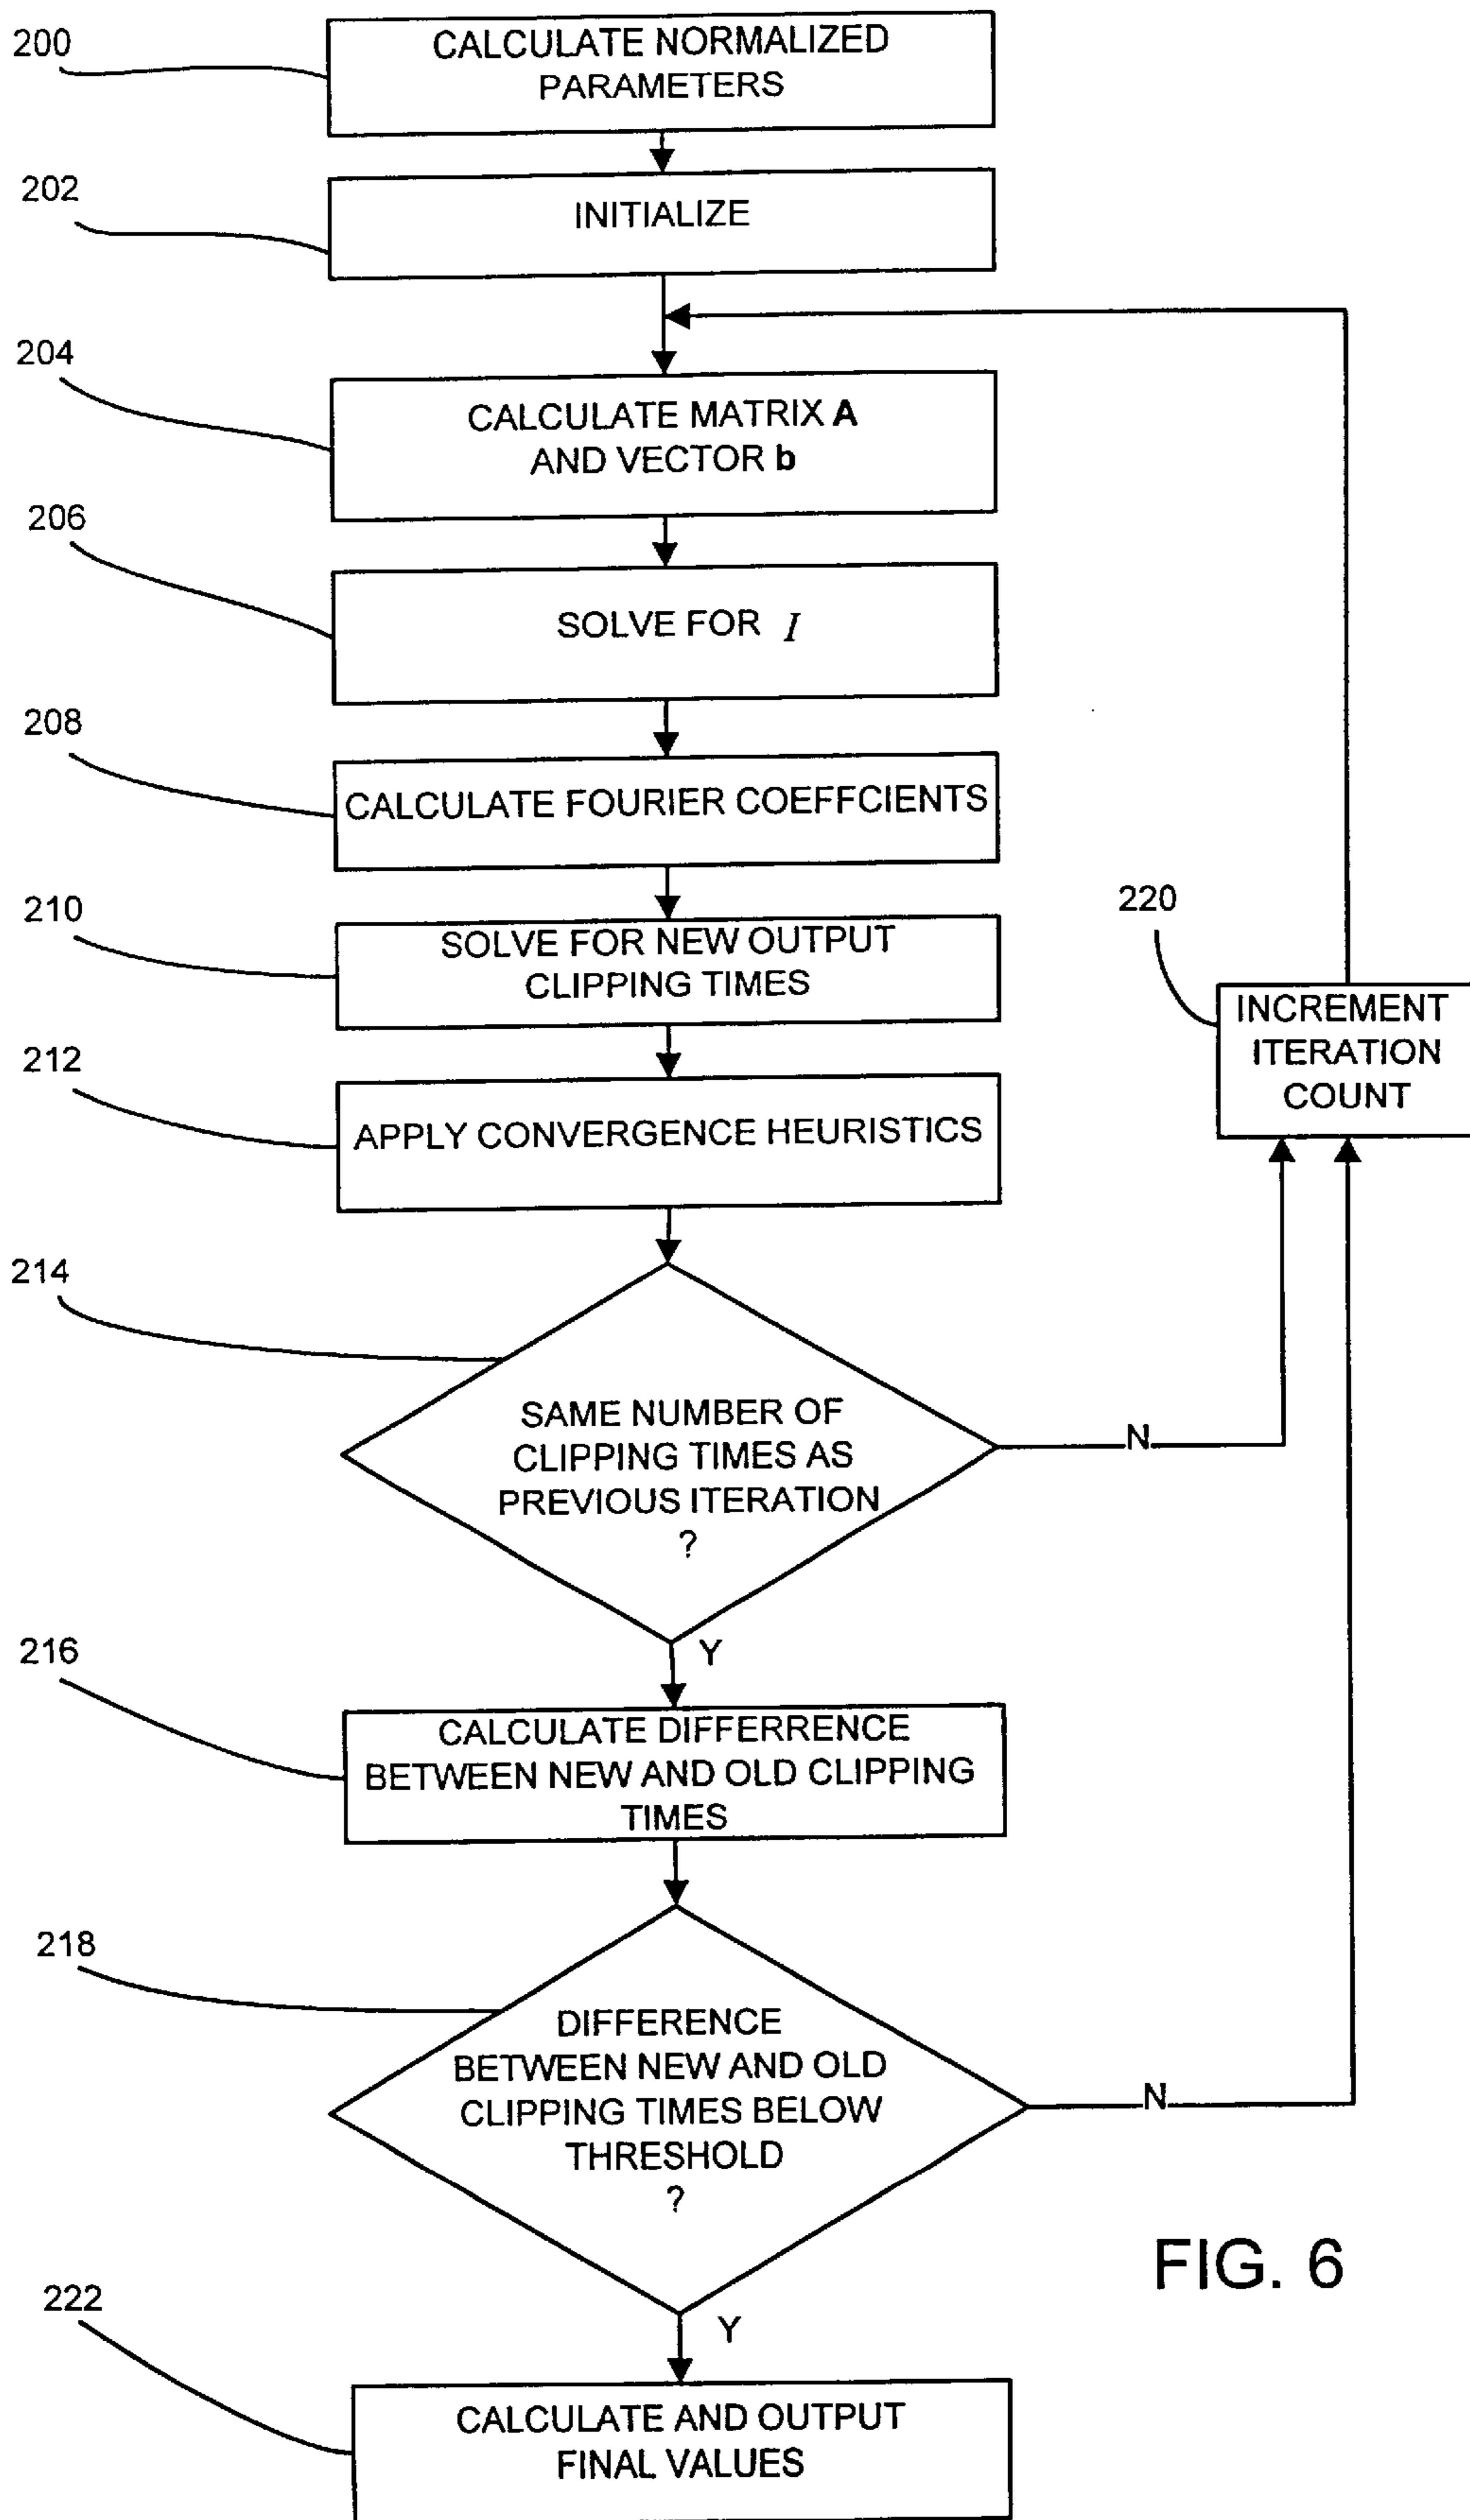 200
CALCULATE NORMALIZED
PARAMETERS
202
INITIALIZE
204
CALCULATE MATRIX A
AND VECTOR b
206
SOLVE FOR I
208
CALCULATE FOURIER COEFFCIENTS
210
SOLVE FOR NEW OUTPUT
CLIPPING TIMES
220
INCREMENT
ITERATION
COUNT
212
APPLY CONVERGENCE HEURISTICS
214
SAME NUMBER OF
CLIPPING TIMES AS
PREVIOUS ITERATION
?
N
Y
216
CALCULATE DIFFERRENCE
BETWEEN NEW AND OLD CLIPPING
TIMES
218
DIFFERENCE
BETWEEN NEW AND OLD
CLIPPING TIMES BELOW
THRESHOLD
?
N
Y
FIG. 6
222
CALCULATE AND OUTPUT
FINAL VALUES